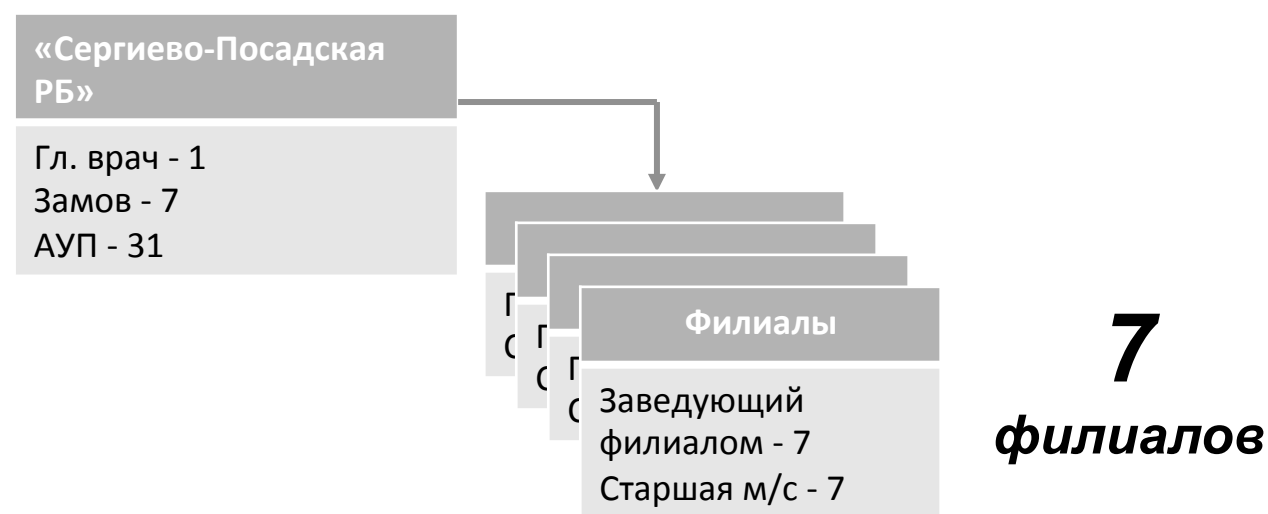 «Сергиево-Посадская
РБ»
Гл. врач - 1
Замов - 7
АУП - 31
Филиалы
Заведующий
филиалом - 7
Старшая м/с - 7
7
филиалов